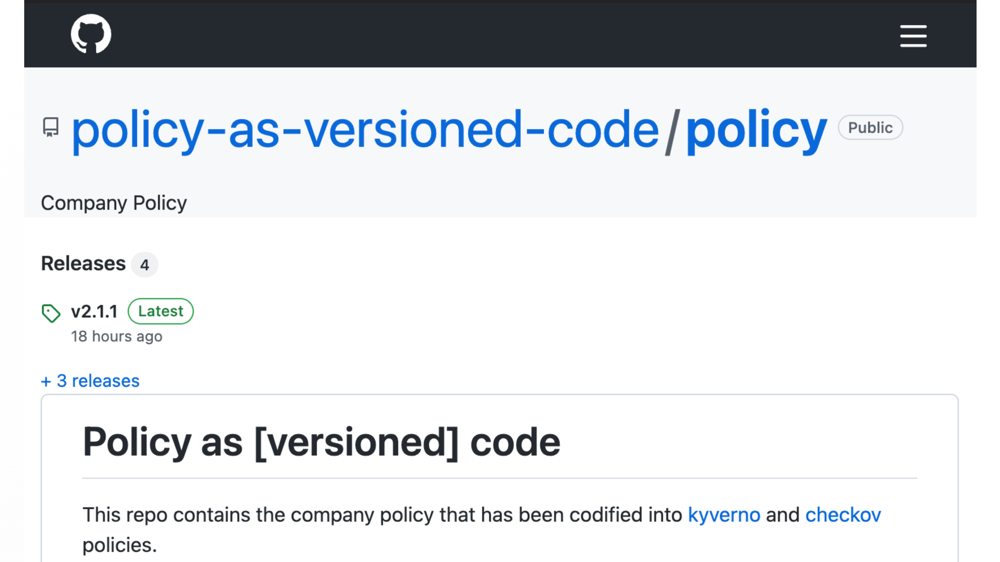 policy-as-versioned-code/policy Public
Company Policy
Releases 4
v2.1.1 Latest
18 hours ago
+ 3 releases
Policy as [versioned] code
This repo contains the company policy that has been codified into kyverno and checkov
policies.